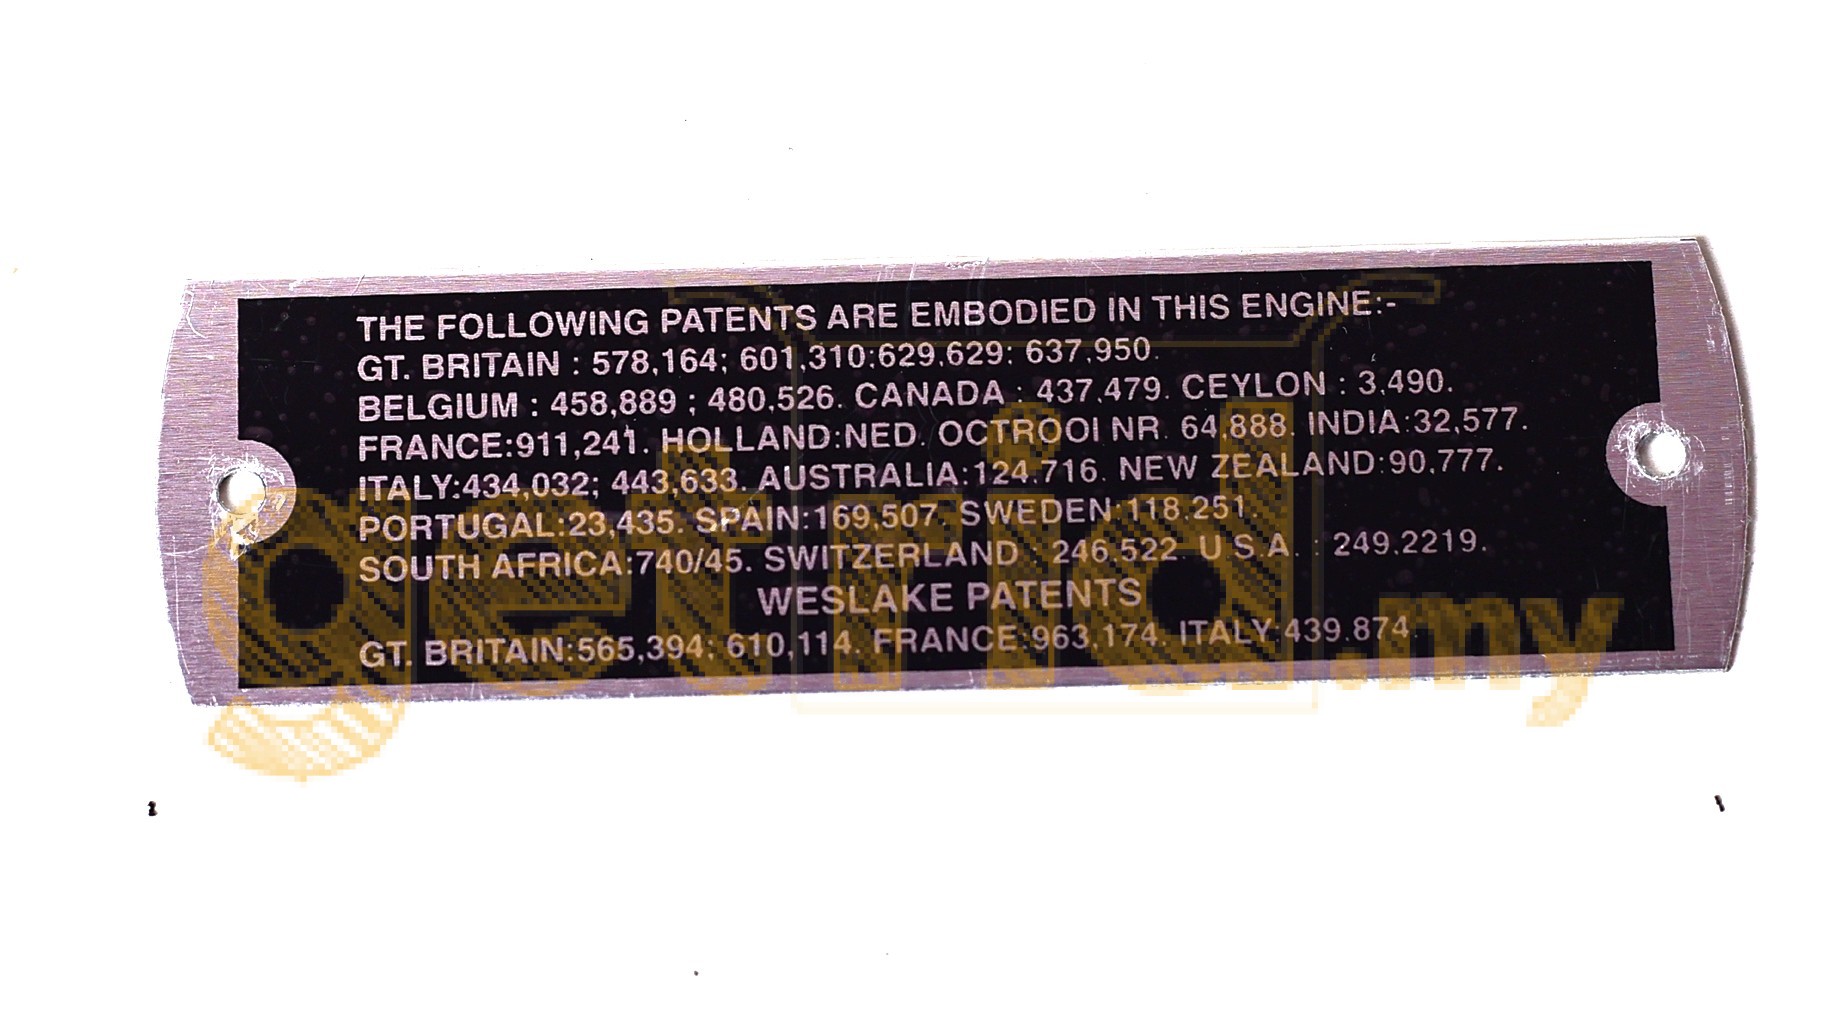 THE FOLLOWING PATENTS ARE EMBODIED IN THIS ENGINE:-
GT. BRITAIN : 578,164; 601,310;629,629; 637,950.
BELGIUM : 458,889 ; 480,526. CANADA : 437,479. CEYLON : 3,490.
FRANCE:911,241. HOLLAND:NED. OCTROOI NR. 64,888. INDIA:32,577.
ITALY:434,032; 443,633. AUSTRALIA:124.716. NEW ZEALAND:90,777.
PORTUGAL:23,435. SPAIN:169,507. SWEDEN:118.251.
SOUTH AFRICA:740/45. SWITZERLAND : 246,522. U.S.A. : 249,2219.
WESLAKE PATENTS
GT. BRITAIN:565,394; 610,114. FRANCE:963,174. ITALY:439.874.
getrid.my